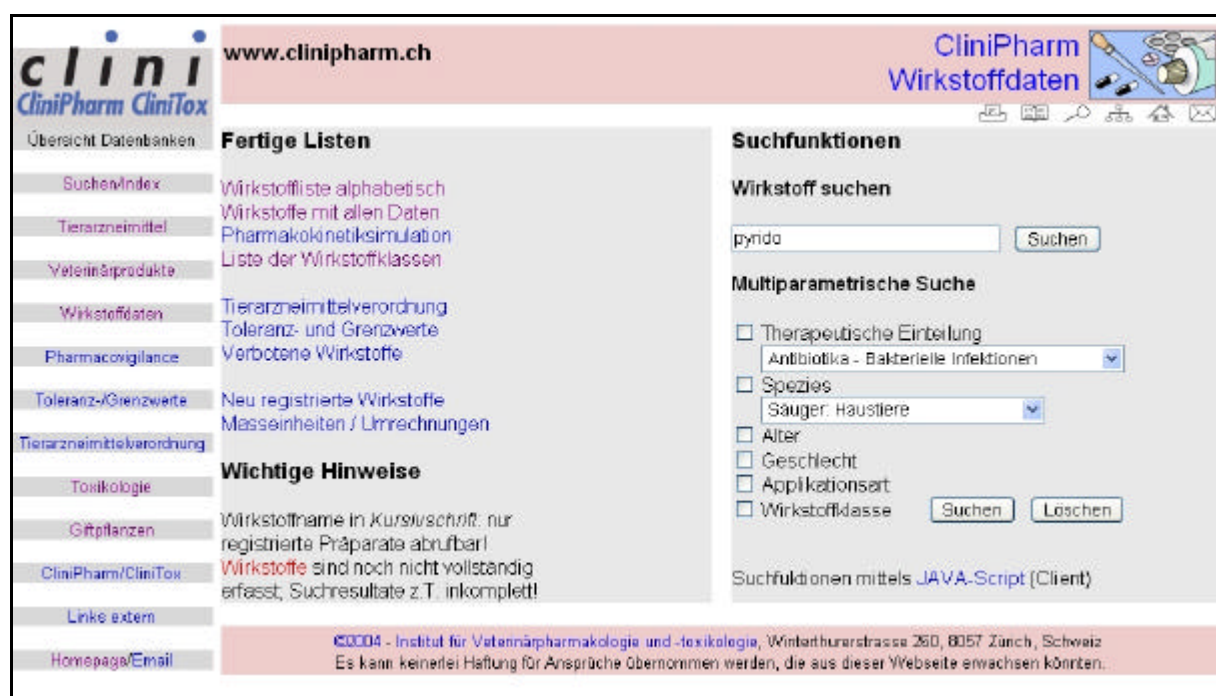 clini
CliniPharm CliniTox
www.clinipharm.ch
CliniPharm
Wirkstoffdaten
Übersicht Datenbanken
Suchen/Index
Tierarzneimittel
Veterinärprodukte
Wirkstoffdaten
Pharmacovigilance
Toleranz-/Grenzwerte
Tierarzneimittelverordnung
Toxikologie
Giftpflanzen
CliniPharm/CliniTox
Links extern
Homepage/Email
Fertige Listen
Wirkstoffliste alphabetisch
Wirkstoffe mit allen Daten
Pharmakokinetiksimulation
Liste der Wirkstoffklassen
Tierarzneimittelverordnung
Toleranz- und Grenzwerte
Verbotene Wirkstoffe
Neu registrierte Wirkstoffe
Masseinheiten / Umrechnungen
Wichtige Hinweise
Wirkstoffname in Kursivschrift: nur
registrierte Präparate abrufbar!
Wirkstoffe sind noch nicht vollständig
erfasst; Suchresultate z.T. inkomplett!
Suchfunktionen
Wirkstoff suchen
pyrido Suchen
Multiparametrische Suche
Therapeutische Einteilung
Antibiotika - Bakterielle Infektionen
Spezies
Säuger: Haustiere
Alter
Geschlecht
Applikationsart
Wirkstoffklasse Suchen Löschen
Suchfuktionen mittels JAVA-Script (Client)
©2004 - Institut für Veterinärpharmakologie und -toxikologie, Winterthurerstrasse 260, 8057 Zürich, Schweiz
Es kann keinerlei Haftung für Ansprüche übernommen werden, die aus dieser Webseite erwachsen könnten.